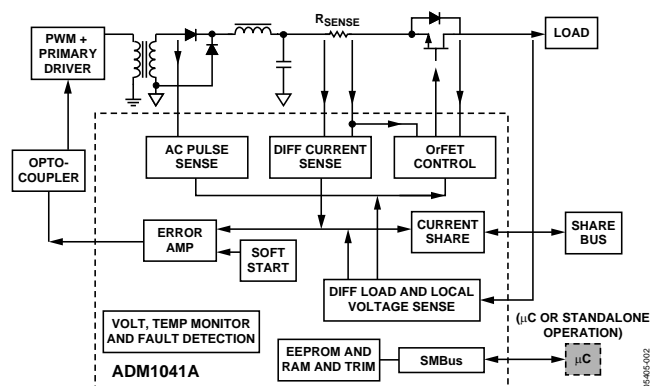 R_SENSE
PWM +
PRIMARY
DRIVER
LOAD
AC PULSE
SENSE
DIFF CURRENT
SENSE
OrFET
CONTROL
OPTO-
COUPLER
ERROR
AMP
SOFT
START
CURRENT
SHARE
SHARE
BUS
DIFF LOAD AND LOCAL
VOLTAGE SENSE
VOLT, TEMP MONITOR
AND FAULT DETECTION
(μC OR STANDALONE
OPERATION)
EEPROM AND
RAM AND TRIM
SMBus
μC
ADM1041A
05405-002